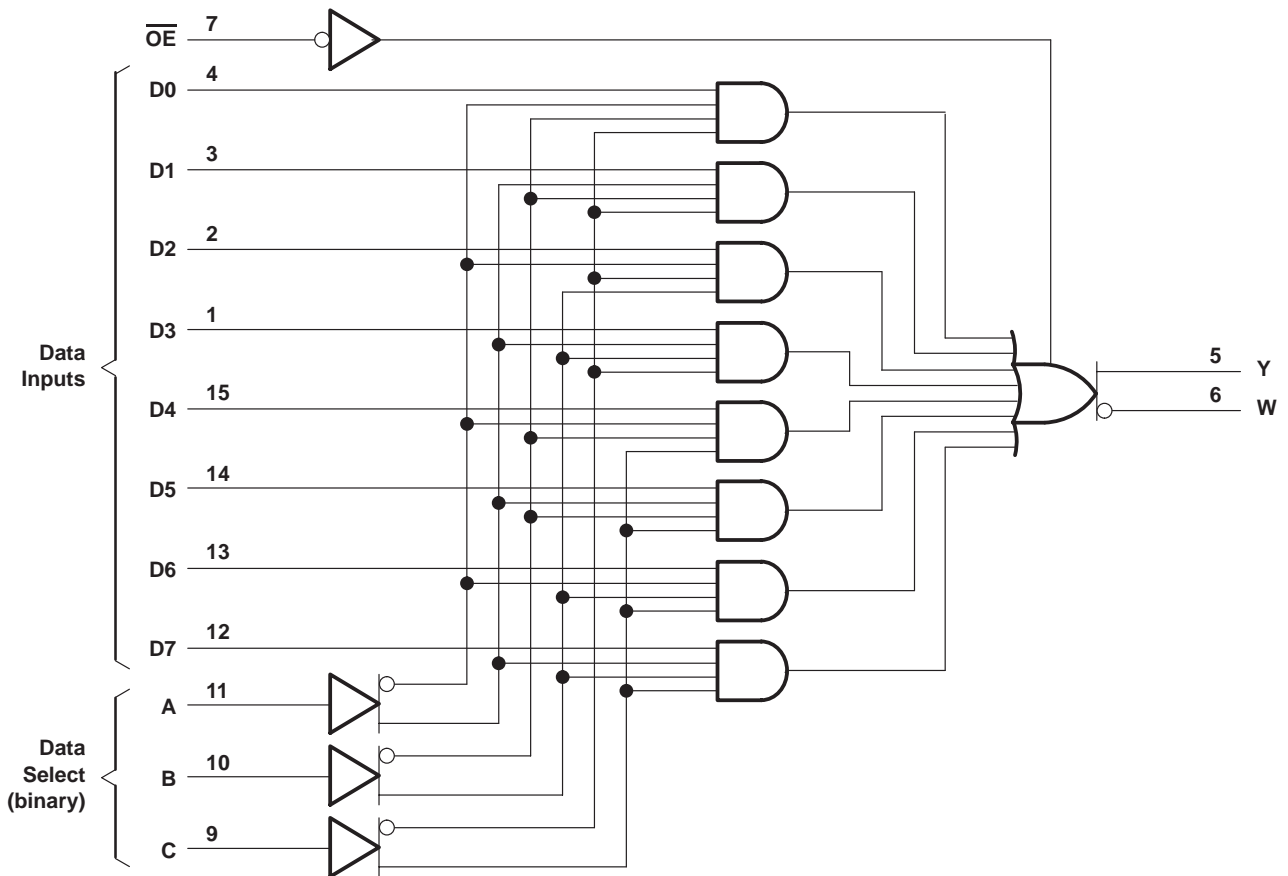 OE 7
D0 4
D1 3
D2 2
D3 1
Data
Inputs
5 Y
6 W
D4 15
D5 14
D6 13
D7 12
A 11
Data
Select
(binary)
B 10
C 9